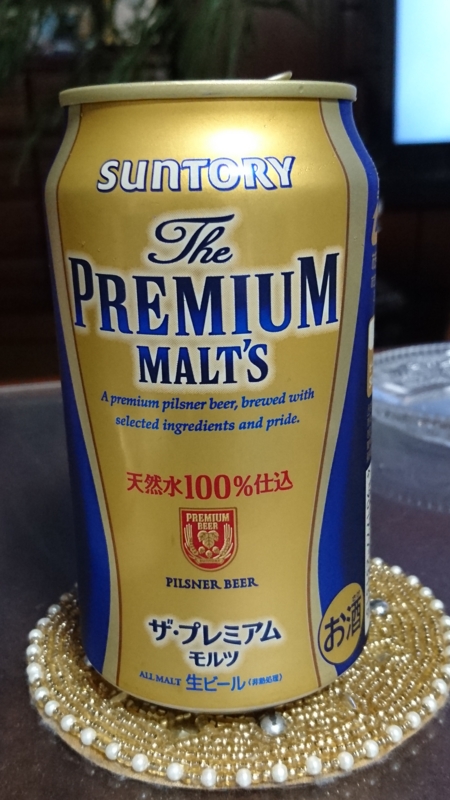 SUNTORY
The
PREMIUM
MALT'S
A premium pilsner beer, brewed with
selected ingredients and pride.
天然水100%仕込
PREMIUM
BEER
PILSNER BEER
ザ・プレミアム
モルツ
ALL MALT 生ビール(非熱処理)
お酒